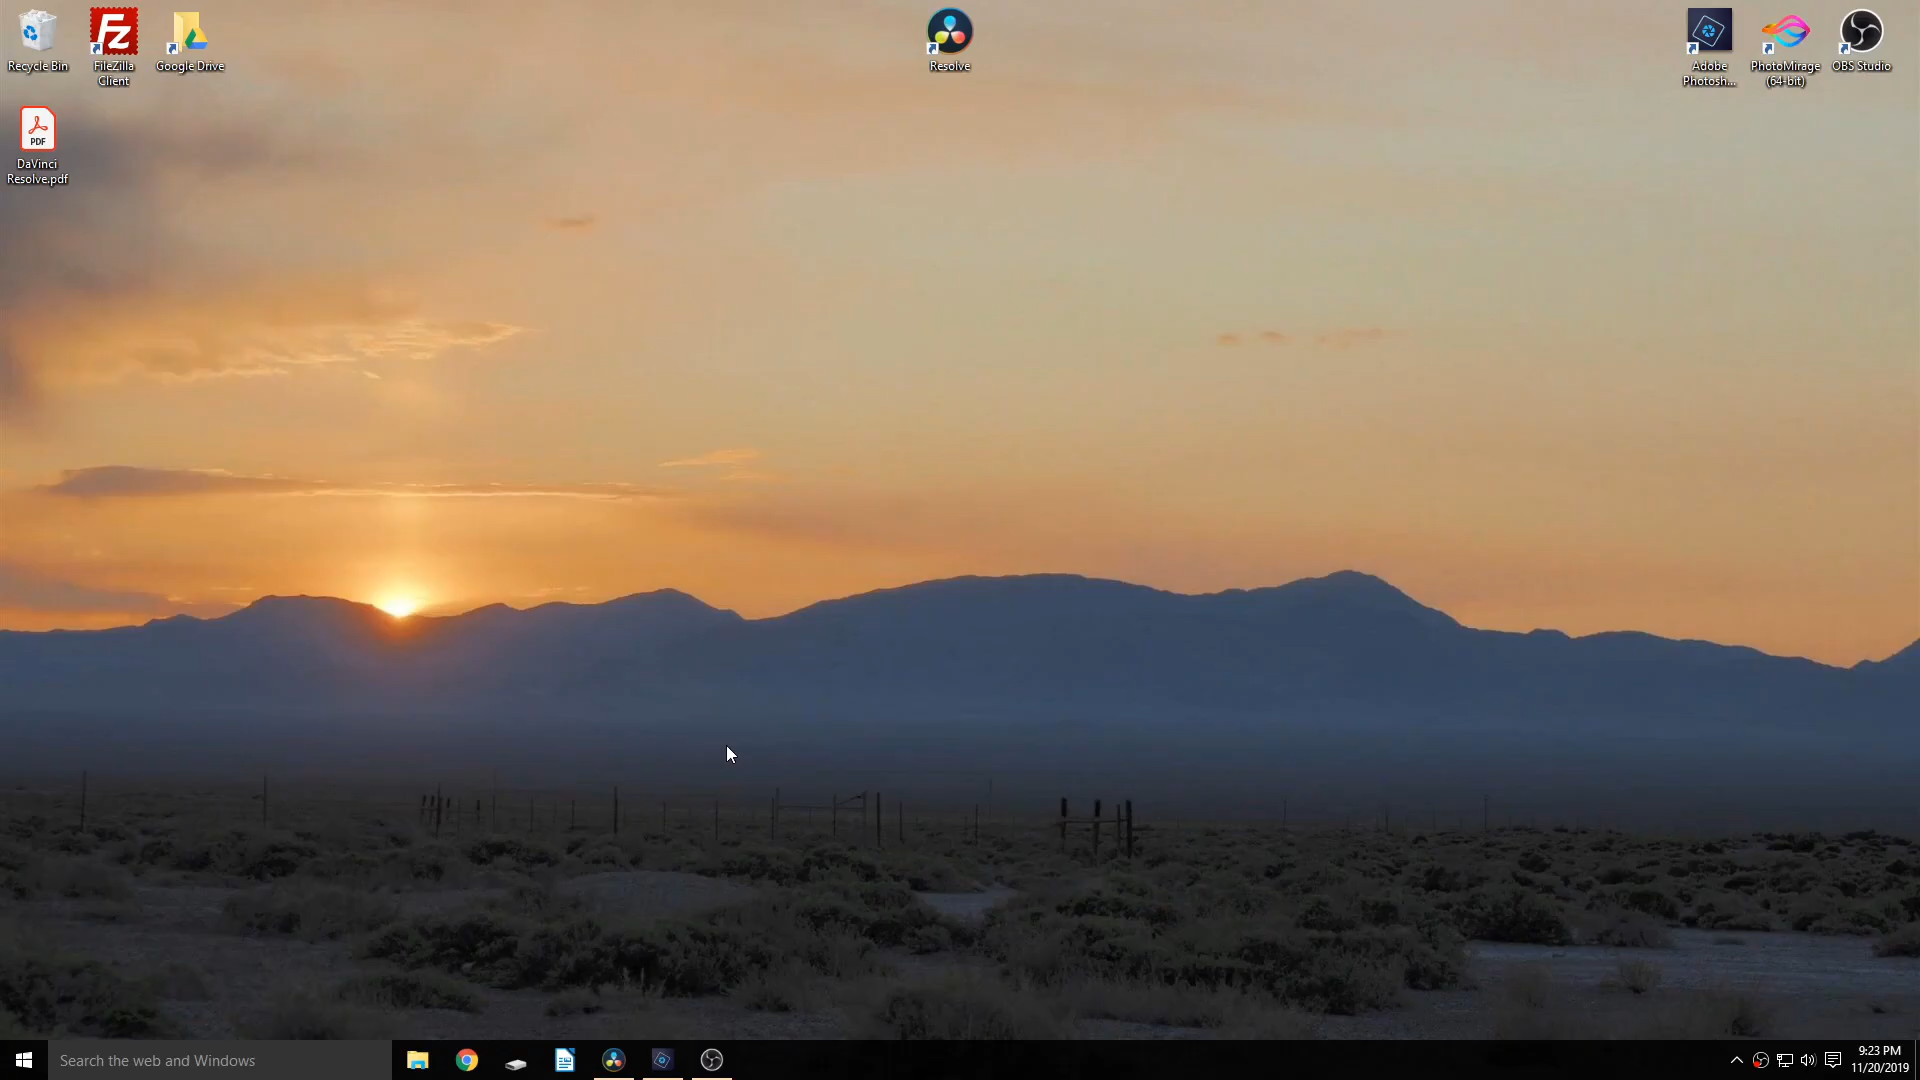 Recycle Bin
FileZilla
Client
Google Drive
Resolve
Adobe
Photosh...
PhotoMirage
(64-bit)
OBS Studio
PDF
DaVinci
Resolve.pdf
Search the web and Windows
9:23 PM
11/20/2019